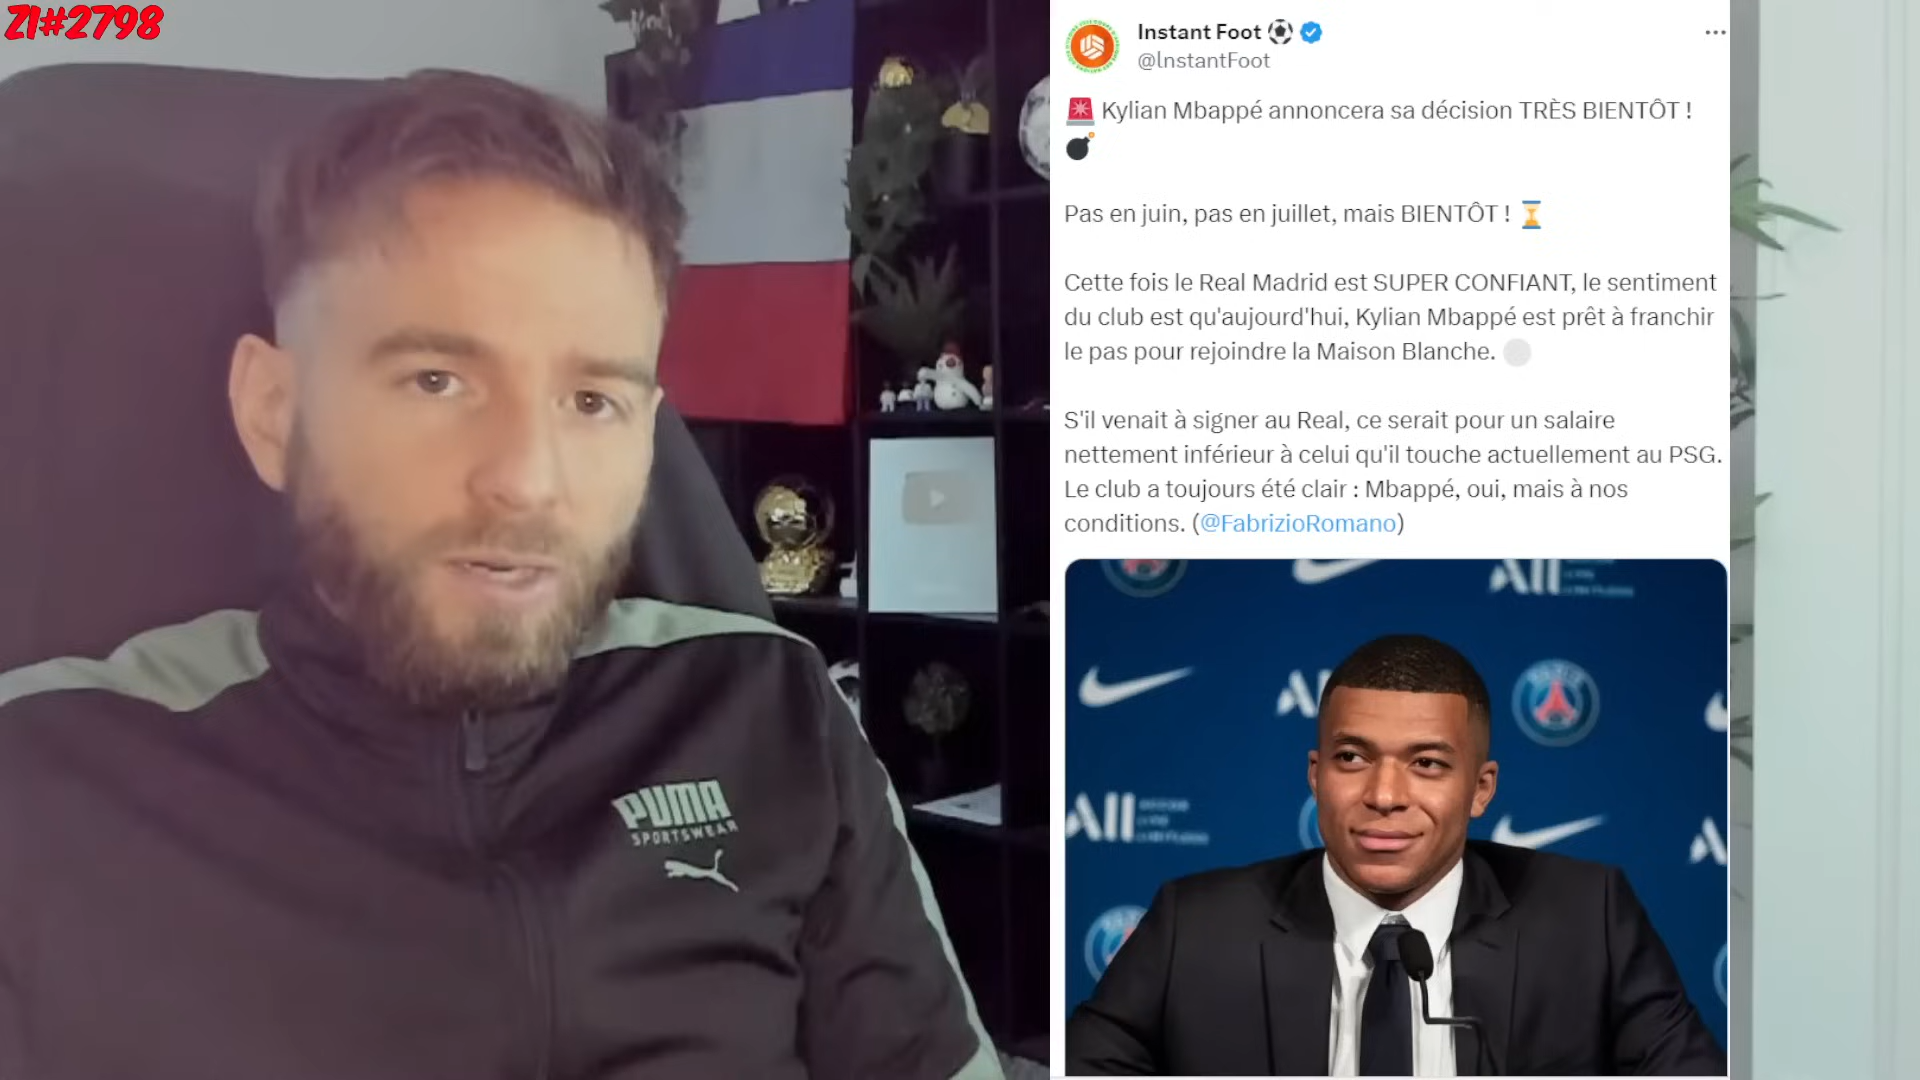 ZI#2798
Instant Foot
@lnstantFoot
Kylian Mbappé annoncera sa décision TRÈS BIENTÔT !
Pas en juin, pas en juillet, mais BIENTÔT !
Cette fois le Real Madrid est SUPER CONFIANT, le sentiment
du club est qu'aujourd'hui, Kylian Mbappé est prêt à franchir
le pas pour rejoindre la Maison Blanche.
S'il venait à signer au Real, ce serait pour un salaire
nettement inférieur à celui qu'il touche actuellement au PSG.
Le club a toujours été clair : Mbappé, oui, mais à nos
conditions. (@FabrizioRomano)
PUMA
SPORTSWEAR
All
All